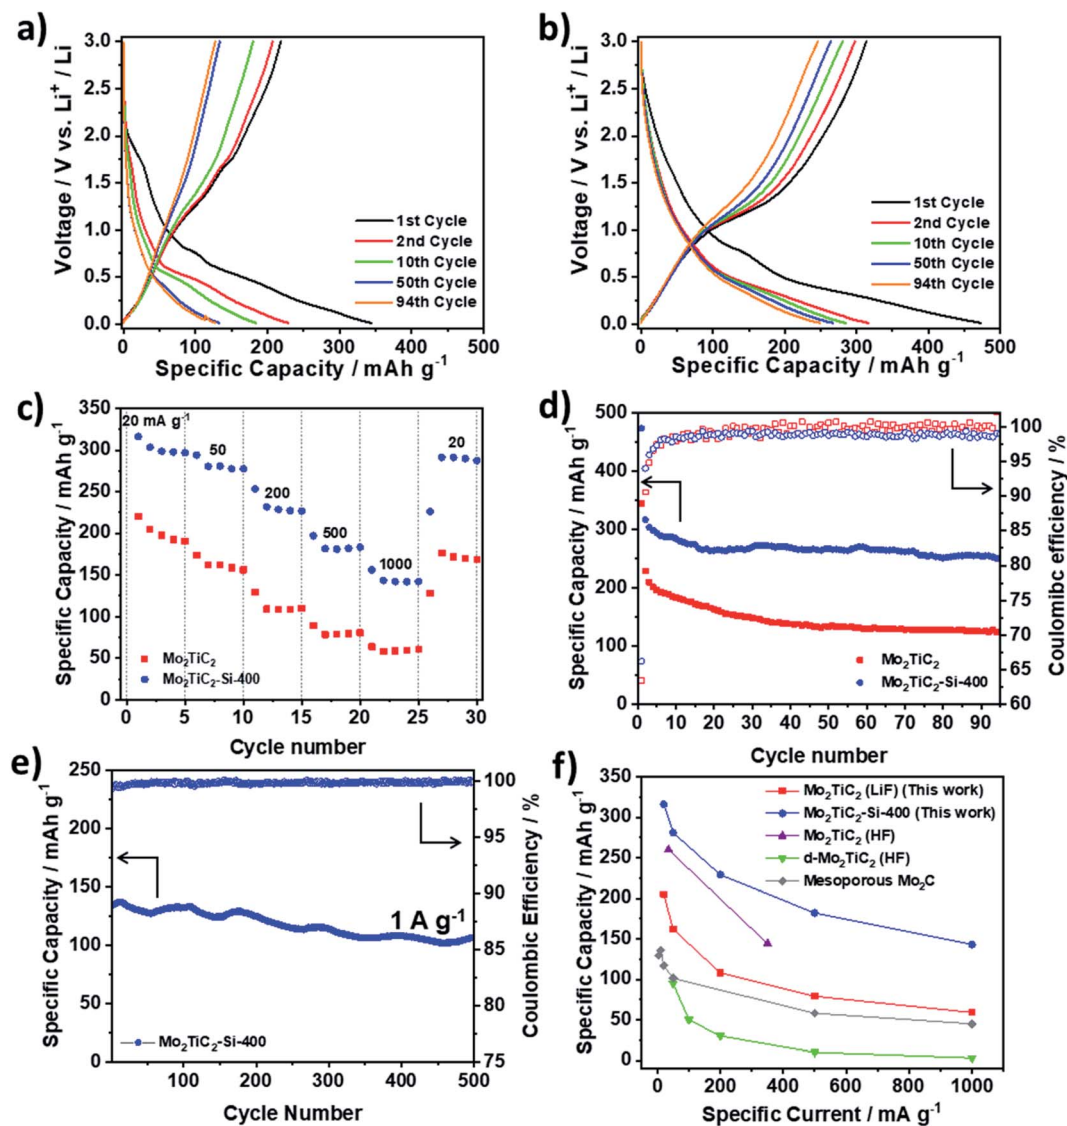 a)
3.0
2.5
2.0
1.5
1.0
0.5
0.0
Voltage / V vs. Li⁺ / Li
1st Cycle
2nd Cycle
10th Cycle
50th Cycle
94th Cycle
0 100 200 300 400 500
Specific Capacity / mAh g⁻¹
b)
3.0
2.5
2.0
1.5
1.0
0.5
0.0
Voltage / V vs. Li⁺ / Li
1st Cycle
2nd Cycle
10th Cycle
50th Cycle
94th Cycle
0 100 200 300 400 500
Specific Capacity / mAh g⁻¹
c)
350
300
250
200
150
100
50
0
Specific Capacity / mAh g⁻¹
20 mA g⁻¹
50
200
500
1000
20
Mo₂TiC₂
Mo₂TiC₂-Si-400
0 5 10 15 20 25 30
Cycle number
d)
500
400
300
200
100
0
Specific Capacity / mAh g⁻¹
100
95
90
85
80
75
70
65
60
Coulomibc efficiency / %
Mo₂TiC₂
Mo₂TiC₂-Si-400
0 10 20 30 40 50 60 70 80 90
Cycle number
e)
250
225
200
175
150
125
100
75
50
25
0
Specific Capacity / mAh g⁻¹
100
95
90
85
80
75
Coulombic Efficiency / %
1 A g⁻¹
Mo₂TiC₂-Si-400
100 200 300 400 500
Cycle Number
f)
350
300
250
200
150
100
50
0
Specific Capacity / mAh g⁻¹
Mo₂TiC₂ (LiF) (This work)
Mo₂TiC₂-Si-400 (This work)
Mo₂TiC₂ (HF)
d-Mo₂TiC₂ (HF)
Mesoporous Mo₂C
0 200 400 600 800 1000
Specific Current / mA g⁻¹